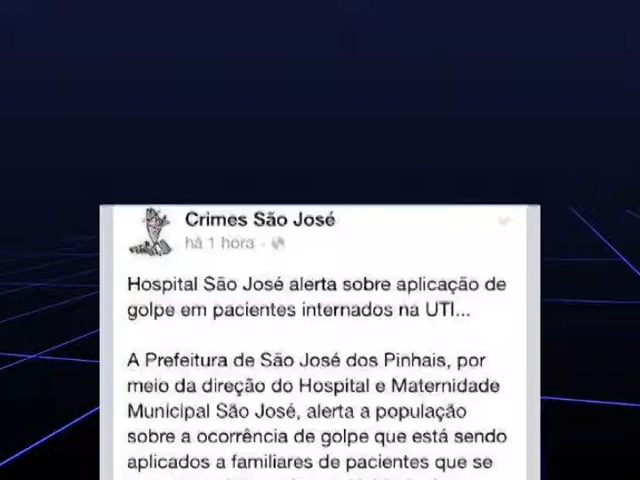 Crimes São José
há 1 hora
Hospital São José alerta sobre aplicação de
golpe em pacientes internados na UTI...
A Prefeitura de São José dos Pinhais, por
meio da direção do Hospital e Maternidade
Municipal São José, alerta a população
sobre a ocorrência de golpe que está sendo
aplicados a familiares de pacientes que se